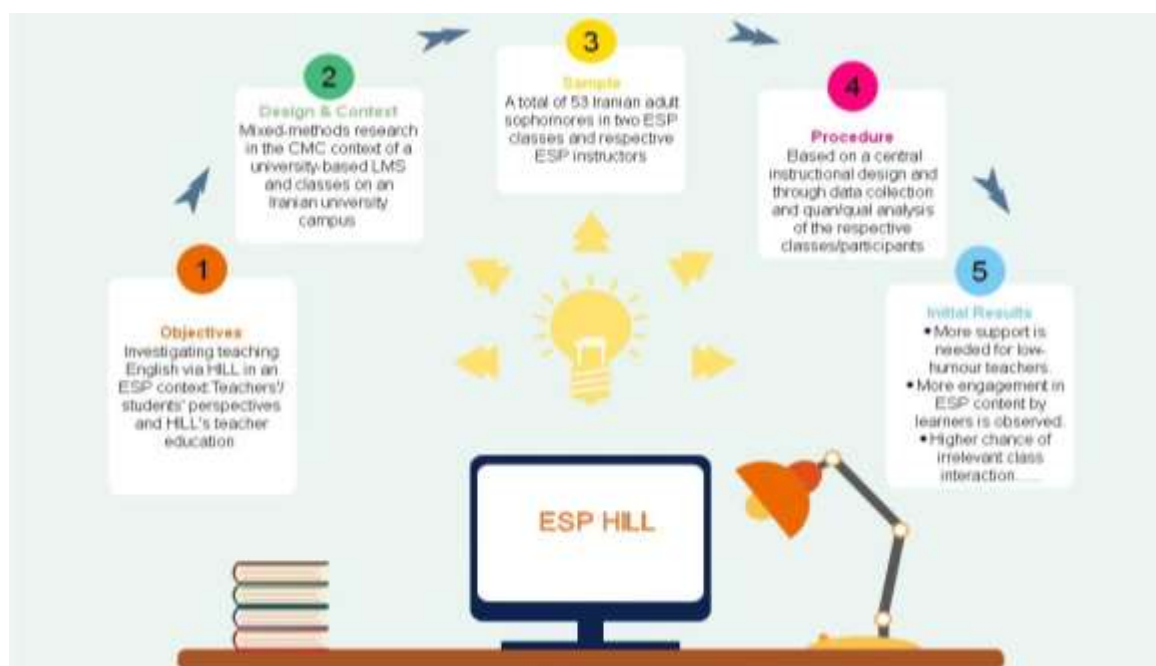 1
Objectives
Investigating teaching
English via HILL in an
ESP context.Teachers'/
students' perspectives
and HILL's teacher
education
2
Design & Context
Mixed-methods research
in the CMC context of a
university-based LMS
and classes on an
Iranian university
campus
3
Sample
A total of 53 Iranian adult
sophomores in two ESP
classes and respective
ESP instructors
4
Procedure
Based on a central
instructional design and
through data collection
and quan/qual analysis
of the respective
classes/participants
5
Initial Results
• More support is
needed for low-
humour teachers.
• More engagement in
ESP content by
learners is observed.
• Higher chance of
irrelevant class
interaction.....
ESP HILL